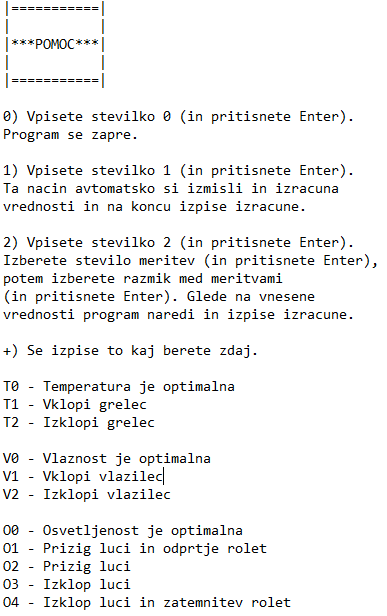 |===========|
|           |
|***POMOC***|
|           |
|===========|

0) Vpisete stevilko 0 (in pritisnete Enter).
Program se zapre.

1) Vpisete stevilko 1 (in pritisnete Enter).
Ta nacin avtomatsko si izmisli in izracuna
vrednosti in na koncu izpise izracune.

2) Vpisete stevilko 2 (in pritisnete Enter).
Izberete stevilo meritev (in pritisnete Enter),
potem izberete razmik med meritvami
(in pritisnete Enter). Glede na vnesene
vrednosti program naredi in izpise izracune.

+) Se izpise to kaj berete zdaj.

T0 - Temperatura je optimalna
T1 - Vklopi grelec
T2 - Izklopi grelec

V0 - Vlaznost je optimalna
V1 - Vklopi vlazilec
V2 - Izklopi vlazilec

O0 - Osvetljenost je optimalna
O1 - Prizig luci in odprtje rolet
O2 - Prizig luci
O3 - Izklop luci
O4 - Izklop luci in zatemnitev rolet